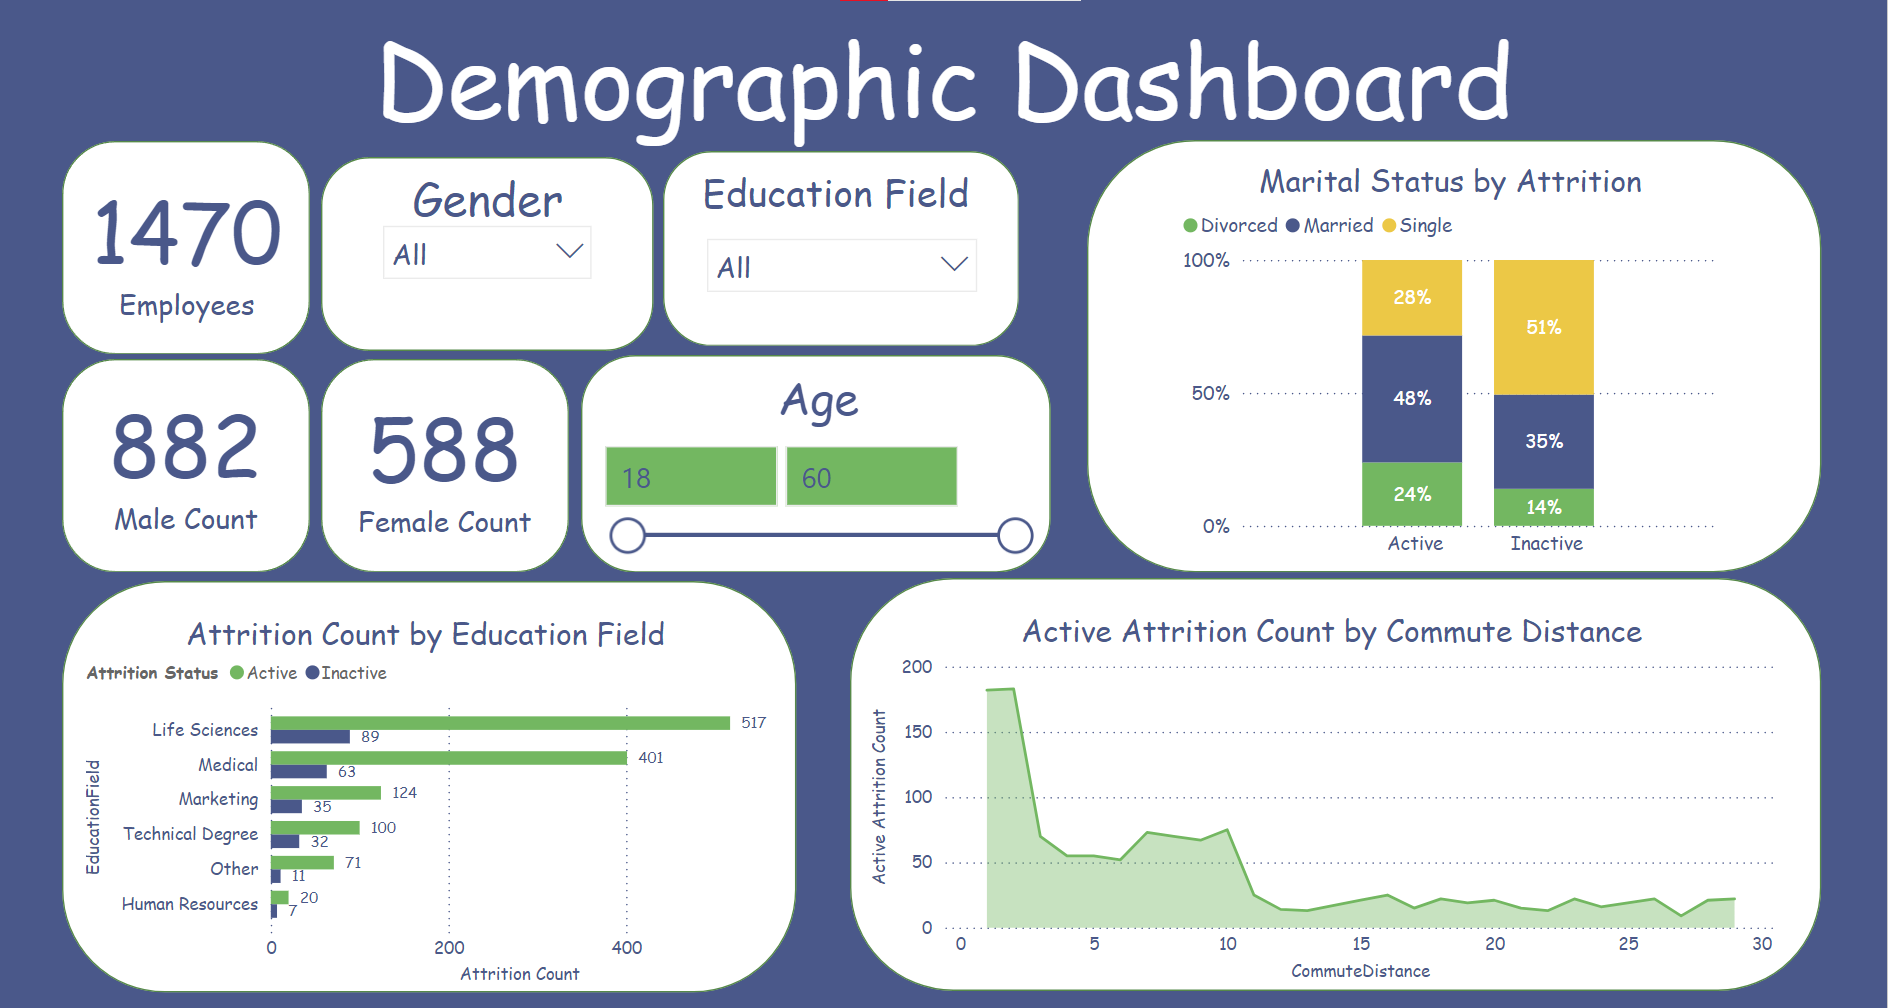 Demographic Dashboard
1470
Employees
Gender
All
Education Field
All
882
Male Count
588
Female Count
Age
18
60
Marital Status by Attrition
Divorced Married Single
100%
50%
0%
28%
48%
24%
51%
35%
14%
Active
Inactive
Attrition Count by Education Field
Attrition Status Active Inactive
EducationField
Life Sciences
517
89
Medical
401
63
Marketing
124
35
Technical Degree
100
32
Other
71
11
Human Resources
20
7
0
200
400
Attrition Count
Active Attrition Count by Commute Distance
Active Attrition Count
200
150
100
50
0
0
5
10
15
20
25
30
CommuteDistance